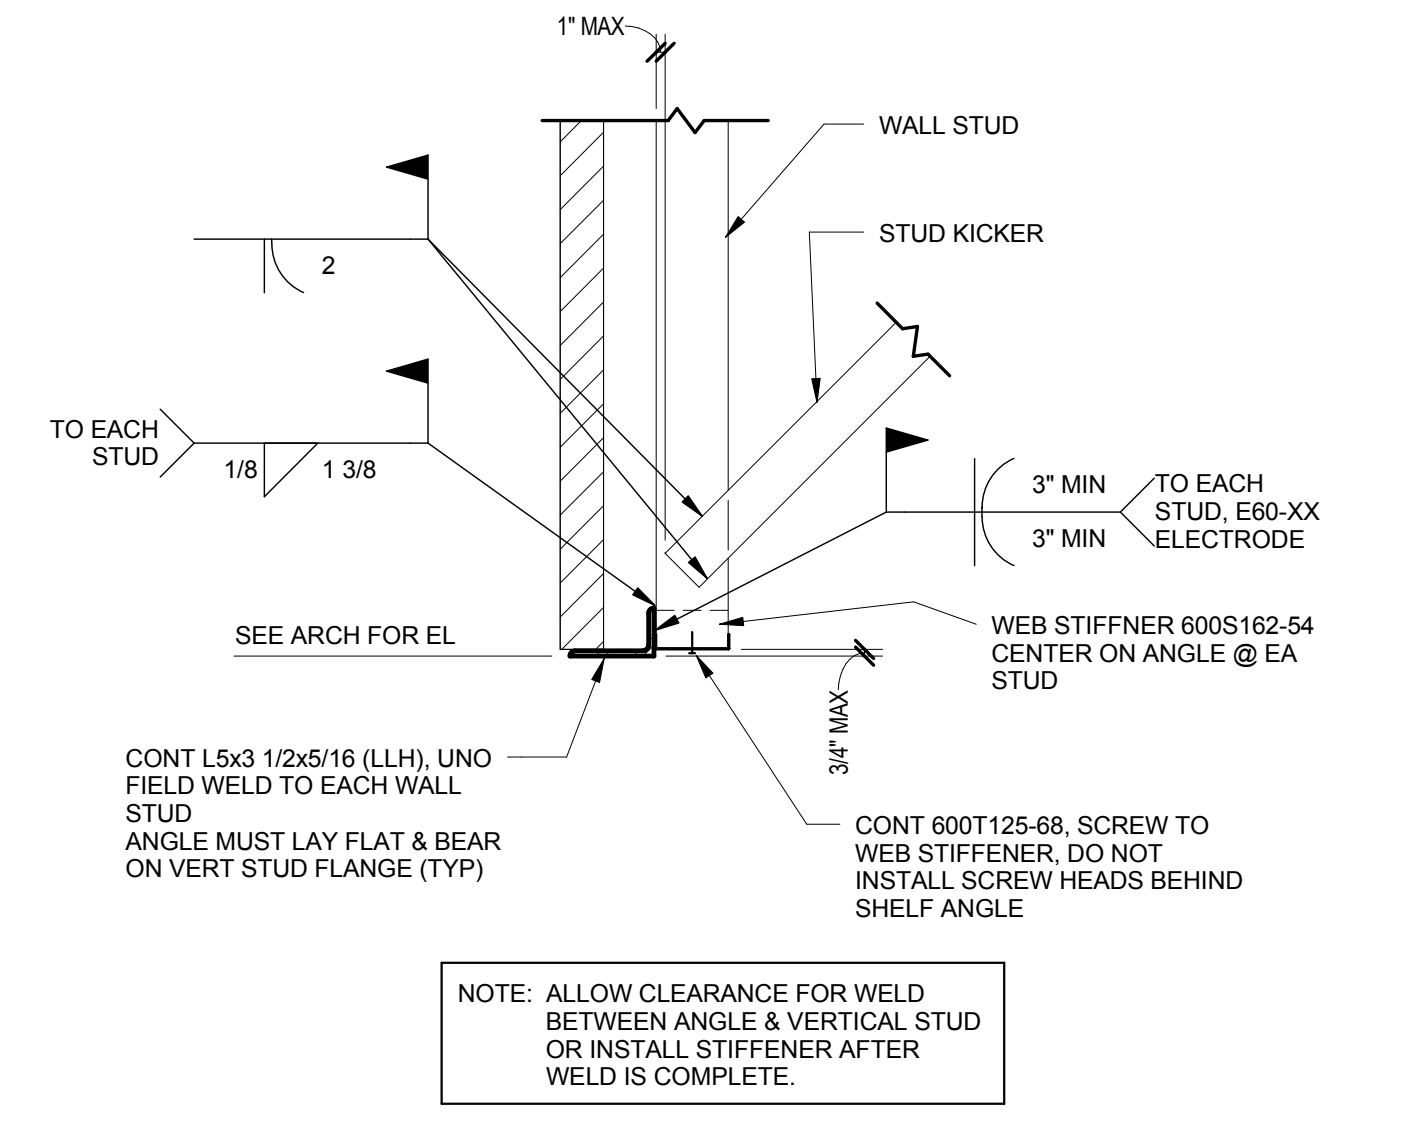 1" MAX
WALL STUD
STUD KICKER
2
TO EACH
STUD
1/8
1 3/8
3" MIN
3" MIN
TO EACH
STUD, E60-XX
ELECTRODE
SEE ARCH FOR EL
WEB STIFFNER 600S162-54
CENTER ON ANGLE @ EA
STUD
3/4" MAX
CONT L5x3 1/2x5/16 (LLH), UNO
FIELD WELD TO EACH WALL
STUD
ANGLE MUST LAY FLAT & BEAR
ON VERT STUD FLANGE (TYP)
CONT 600T125-68, SCREW TO
WEB STIFFENER, DO NOT
INSTALL SCREW HEADS BEHIND
SHELF ANGLE
NOTE: ALLOW CLEARANCE FOR WELD
BETWEEN ANGLE & VERTICAL STUD
OR INSTALL STIFFENER AFTER
WELD IS COMPLETE.